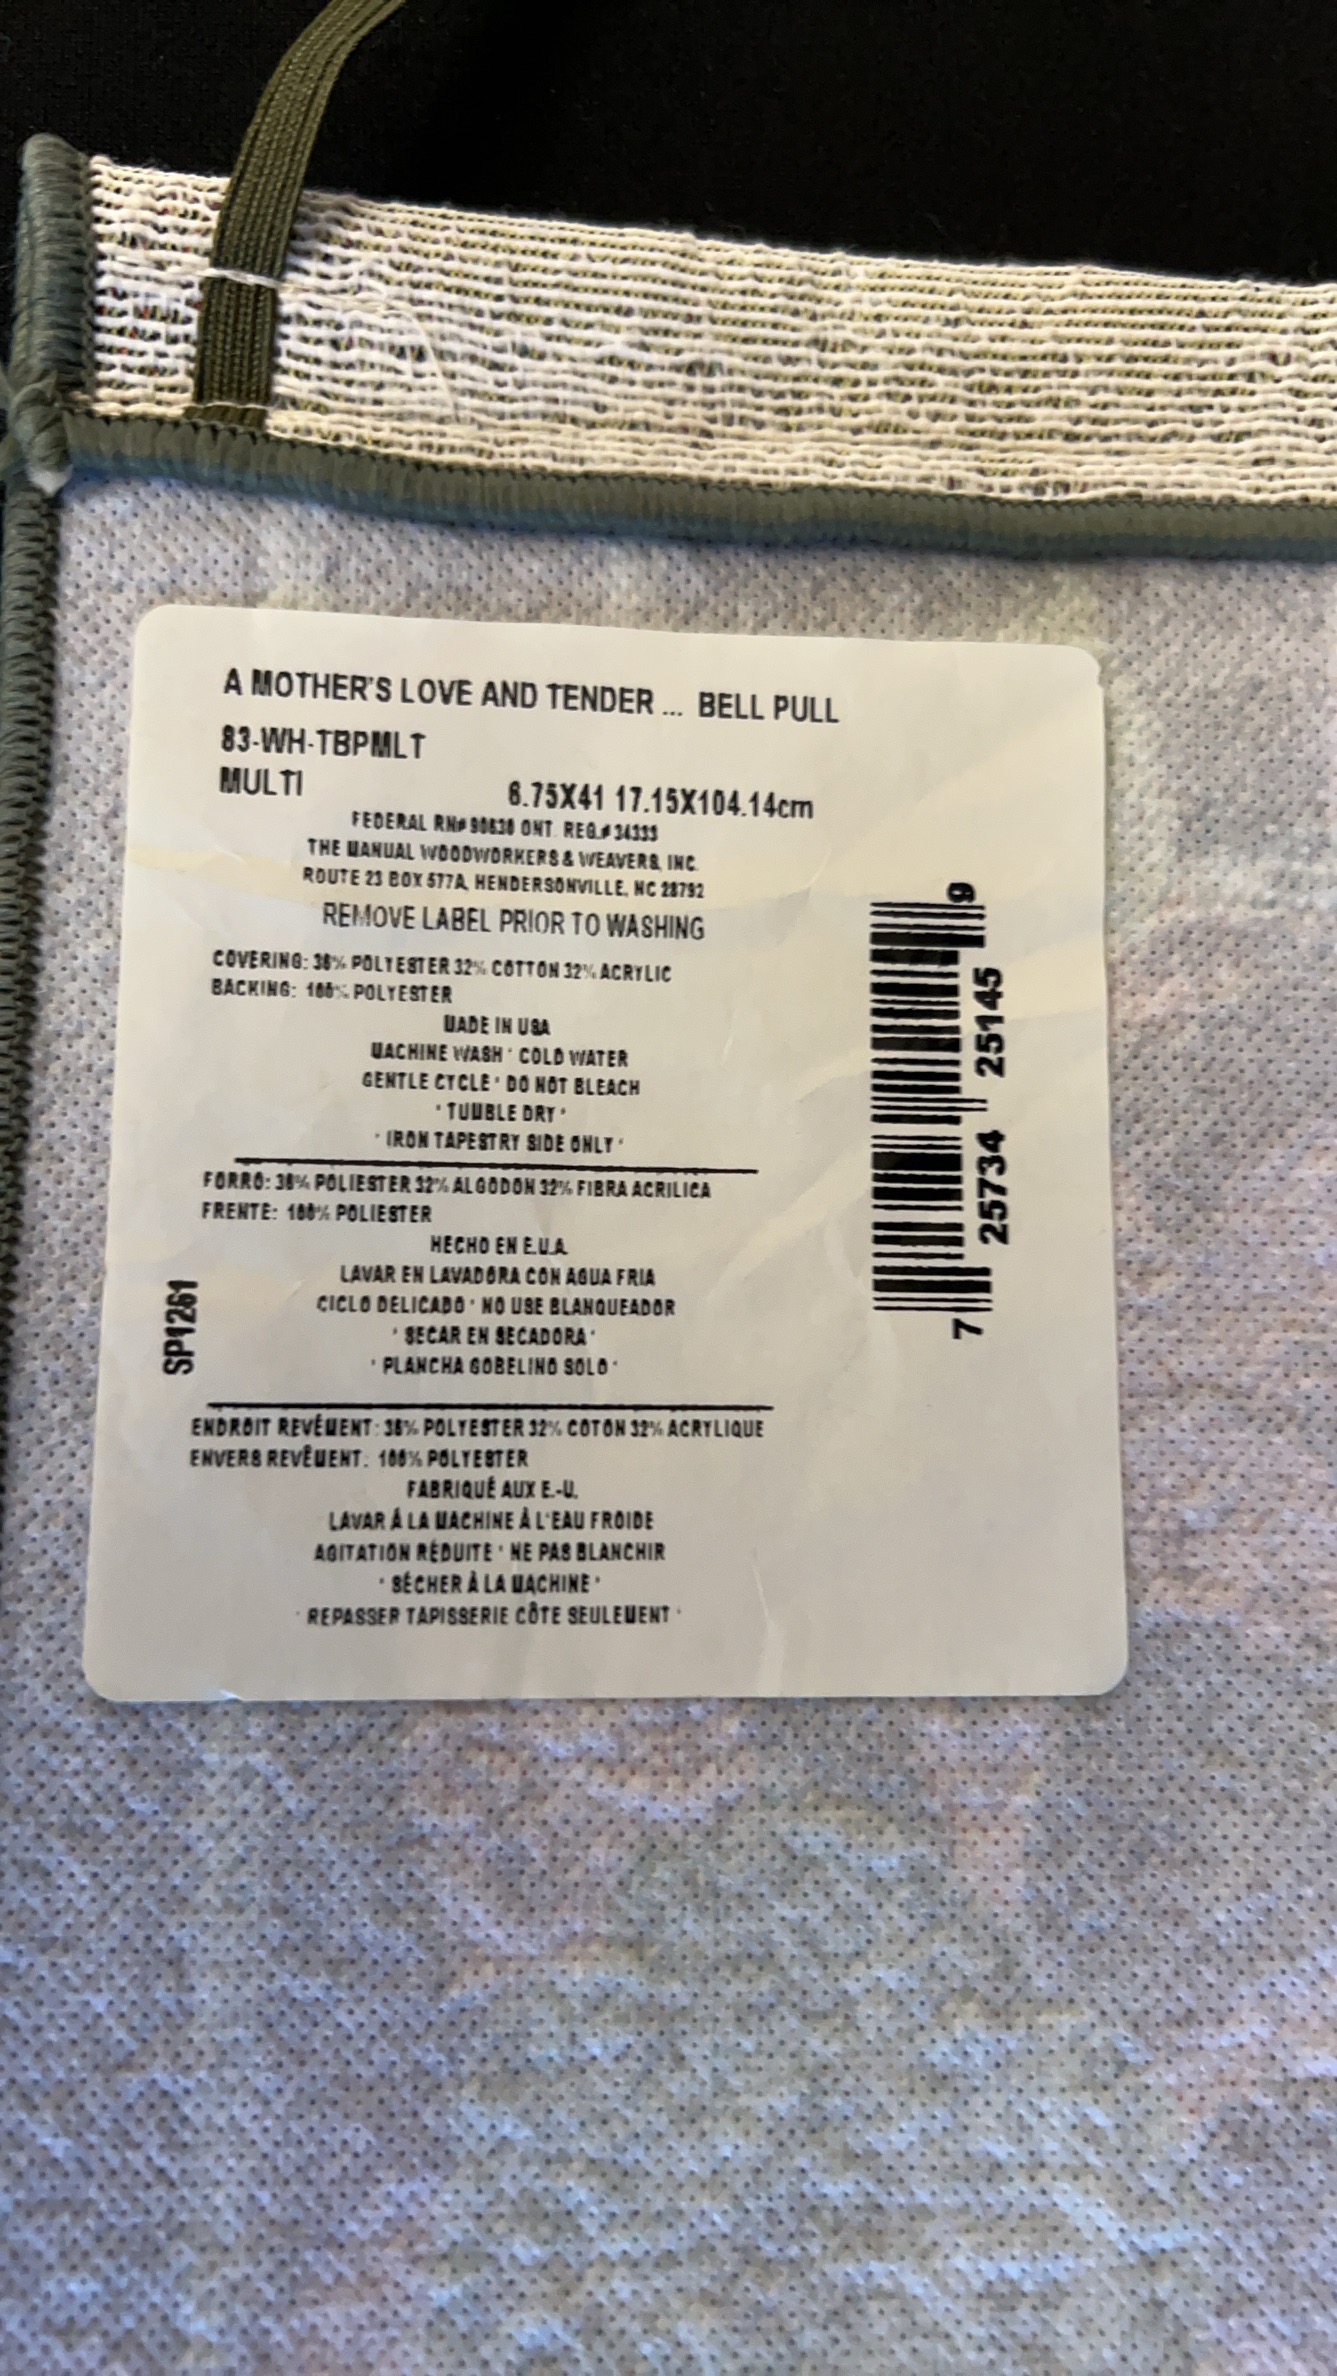 A MOTHER'S LOVE AND TENDER ... BELL PULL
83-WH-TBPMLT
MULTI 6.75X41 17.15X104.14cm
FEDERAL RN# 90630 ONT. REG.# 34333
THE MANUAL WOODWORKERS & WEAVERS, INC.
ROUTE 23 BOX 577A, HENDERSONVILLE, NC 28792
REMOVE LABEL PRIOR TO WASHING
COVERING: 36% POLYESTER 32% COTTON 32% ACRYLIC
BACKING: 100% POLYESTER
MADE IN USA
MACHINE WASH * COLD WATER
GENTLE CYCLE * DO NOT BLEACH
* TUMBLE DRY *
* IRON TAPESTRY SIDE ONLY *
FORRO: 36% POLIESTER 32% ALGODON 32% FIBRA ACRILICA
FRENTE: 100% POLIESTER
HECHO EN E.U.A.
LAVAR EN LAVADORA CON AGUA FRIA
CICLO DELICADO * NO USE BLANQUEADOR
* SECAR EN SECADORA *
* PLANCHA GOBELINO SOLO *
ENDROIT REVÊMENT: 36% POLYESTER 32% COTON 32% ACRYLIQUE
ENVERS REVÊMENT: 100% POLYESTER
FABRIQUÉ AUX E.-U.
LAVAR À LA MACHINE À L'EAU FROIDE
AGITATION RÉDUITE * NE PAS BLANCHIR
* SÉCHER À LA MACHINE *
* REPASSER TAPISSERIE CÔTE SEULEMENT *
SP1261
7 25734 25145 9